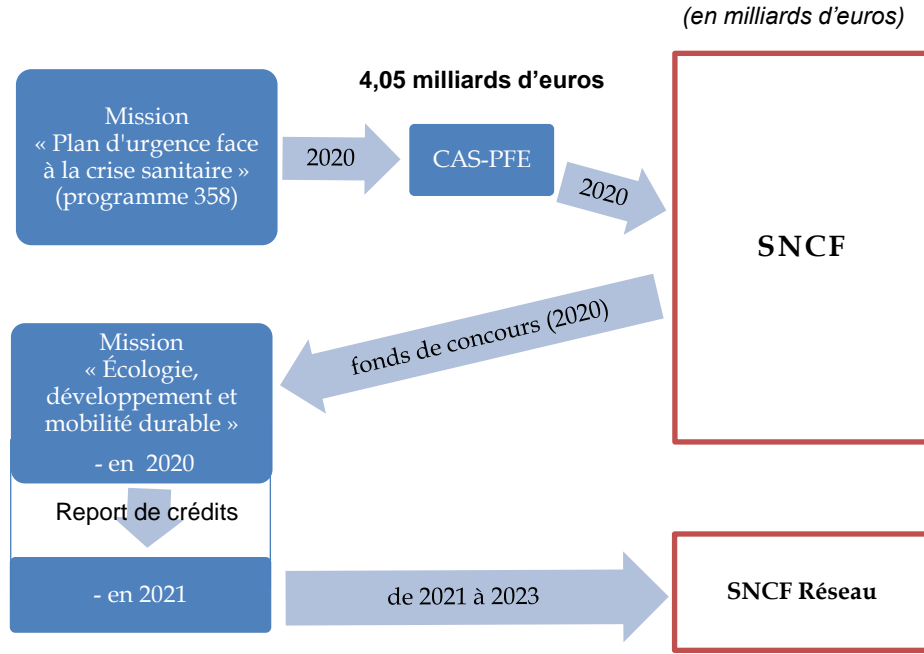 (en milliards d’euros)
4,05 milliards d’euros
Mission
« Plan d'urgence face
à la crise sanitaire »
(programme 358)
2020
CAS-PFE
2020
SNCF
fonds de concours (2020)
Mission
« Écologie,
développement et
mobilité durable »
- en 2020
Report de crédits
- en 2021
de 2021 à 2023
SNCF Réseau